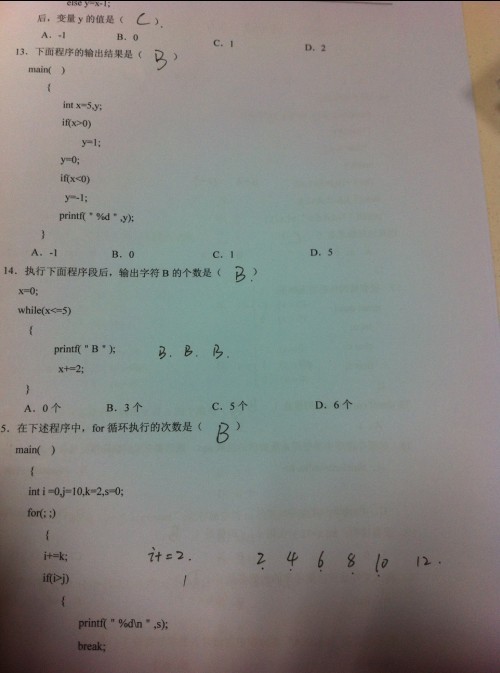 else y=x-1;
后，变量 y 的值是（ C ）.
A．-1 B．0 C．1 D．2
13．下面程序的输出结果是（ B ）
main( )
{
int x=5,y;
if(x>0)
y=1;
y=0;
if(x<0)
y=-1;
printf( " %d " ,y);
}
A．-1 B．0 C．1 D．5
14．执行下面程序段后，输出字符 B 的个数是（ B ）
x=0;
while(x<=5)
{
printf( " B " ); B. B. B.
x+=2;
}
A．0 个 B．3 个 C．5 个 D．6 个
5．在下述程序中，for 循环执行的次数是（ B ）
main( )
{
int i =0,j=10,k=2,s=0;
for(; ;)
{
i+=k; i+=2. 2 4 6 8 10 12.
if(i>j)
{
printf( " %d\n " ,s);
break;